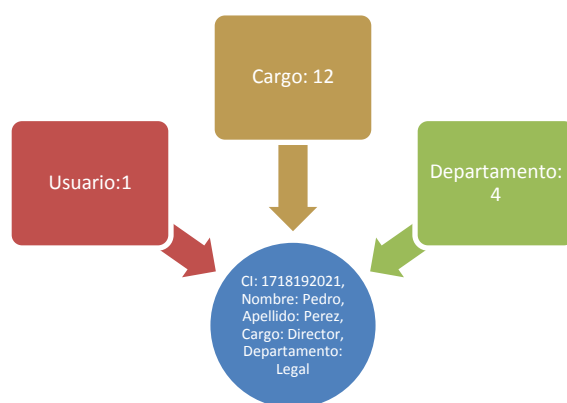 Cargo: 12
Usuario:1
Departamento:
4
CI: 1718192021,
Nombre: Pedro,
Apellido: Perez,
Cargo: Director,
Departamento:
Legal